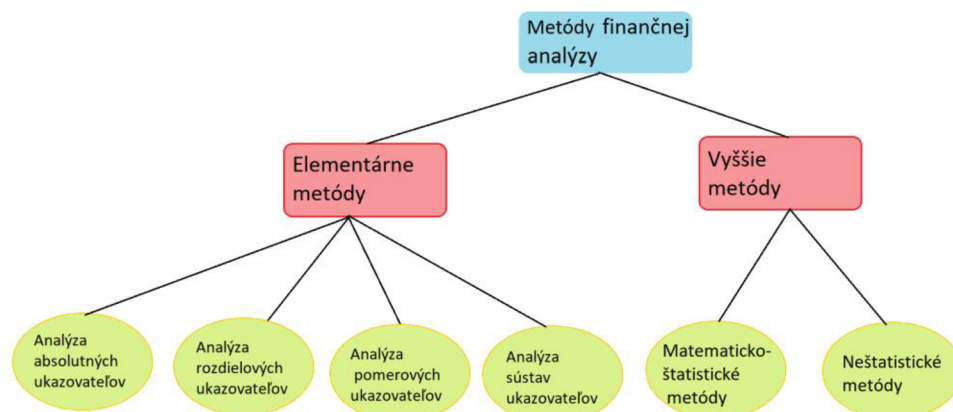 Metódy finančnej
analýzy
Elementárne
metódy
Vyššie
metódy
Analýza
absolutných
ukazovateľov
Analýza
rozdielových
ukazovateľov
Analýza
pomerových
ukazovateľov
Analýza
sústav
ukazovateľov
Matematicko-
štatistické
metódy
Neštatistické
metódy